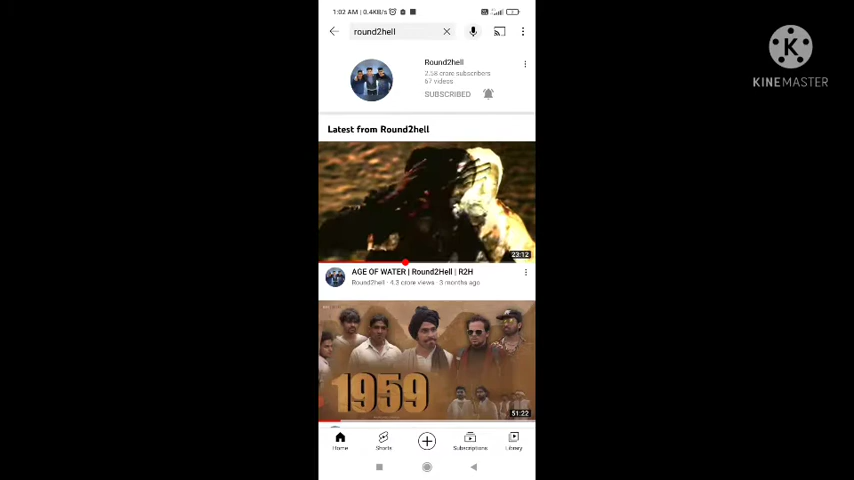 1:02 AM | 0.4KB/s
round2hell
K
KINEMASTER
Round2hell
2.58 crore subscribers
67 videos
SUBSCRIBED
Latest from Round2hell
23:12
AGE OF WATER | Round2Hell | R2H
Round2hell · 4.3 crore views · 3 months ago
1959
51:22
Home
Shorts
Subscriptions
Library